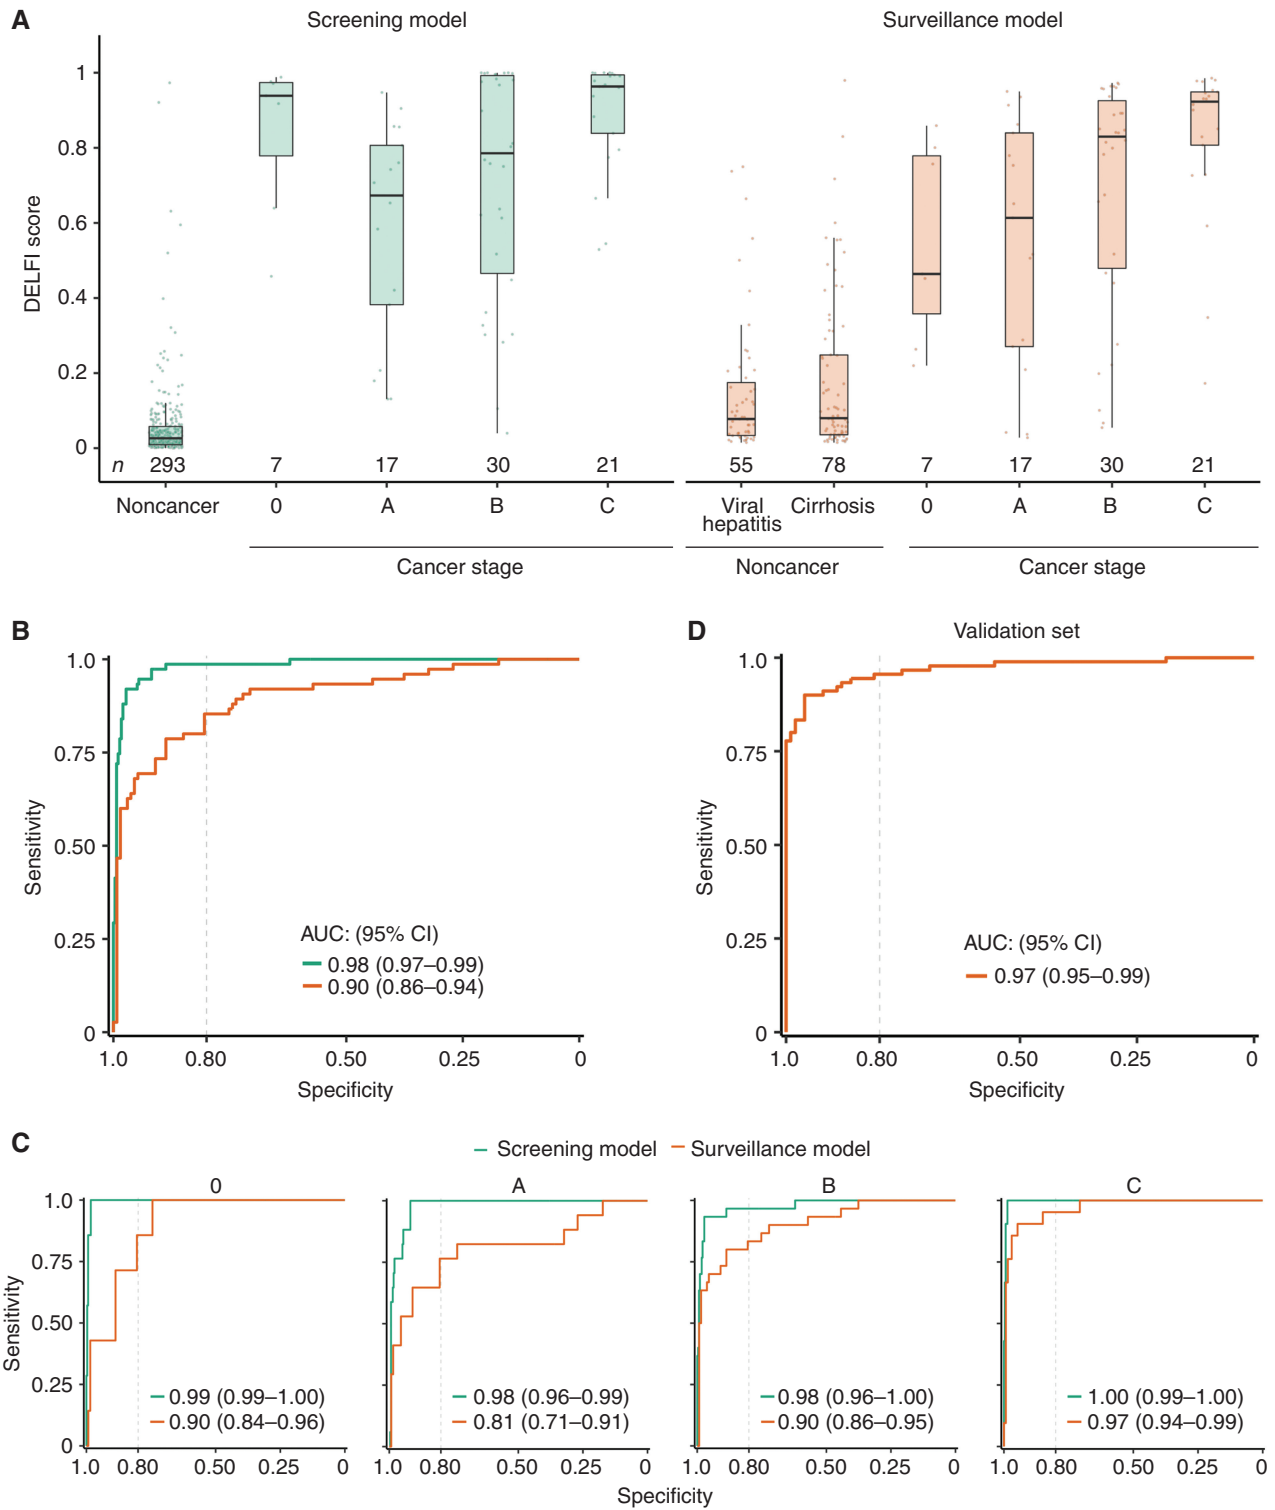 A
Screening model
Surveillance model
DELFI score
1
0.8
0.6
0.4
0.2
0
n 293 7 17 30 21 55 78 7 17 30 21
Noncancer 0 A B C Viral hepatitis Cirrhosis 0 A B C
Cancer stage
Noncancer
Cancer stage
B
Sensitivity
1.0
0.75
0.50
0.25
0
AUC: (95% CI)
0.98 (0.97–0.99)
0.90 (0.86–0.94)
1.0 0.80 0.50 0.25 0
Specificity
D
Validation set
Sensitivity
1.0
0.75
0.50
0.25
0
AUC: (95% CI)
0.97 (0.95–0.99)
1.0 0.80 0.50 0.25 0
Specificity
C
Screening model Surveillance model
0 A B C
Sensitivity
1.0
0.75
0.50
0.25
0
0.99 (0.99–1.00)
0.90 (0.84–0.96)
0.98 (0.96–0.99)
0.81 (0.71–0.91)
0.98 (0.96–1.00)
0.90 (0.86–0.95)
1.00 (0.99–1.00)
0.97 (0.94–0.99)
1.0 0.80 0.50 0.25 0 1.0 0.80 0.50 0.25 0 1.0 0.80 0.50 0.25 0 1.0 0.80 0.50 0.25 0
Specificity